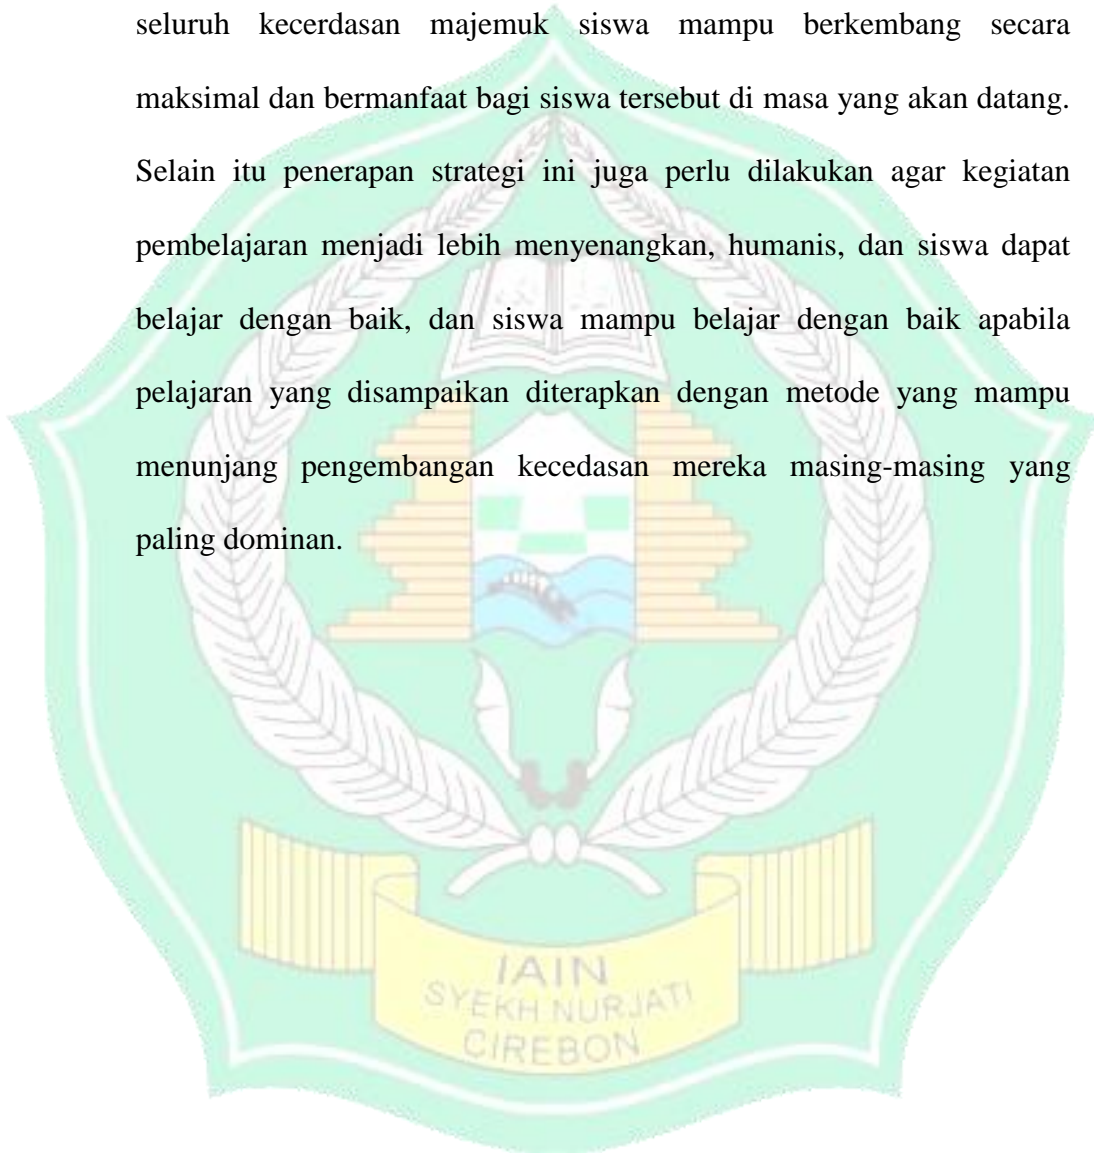 seluruh kecerdasan majemuk siswa mampu berkembang secara
maksimal dan bermanfaat bagi siswa tersebut di masa yang akan datang.
Selain itu penerapan strategi ini juga perlu dilakukan agar kegiatan
pembelajaran menjadi lebih menyenangkan, humanis, dan siswa dapat
belajar dengan baik, dan siswa mampu belajar dengan baik apabila
pelajaran yang disampaikan diterapkan dengan metode yang mampu
menunjang pengembangan kecedasan mereka masing-masing yang
paling dominan.
IAIN
SYEKH NURJATI
CIREBON